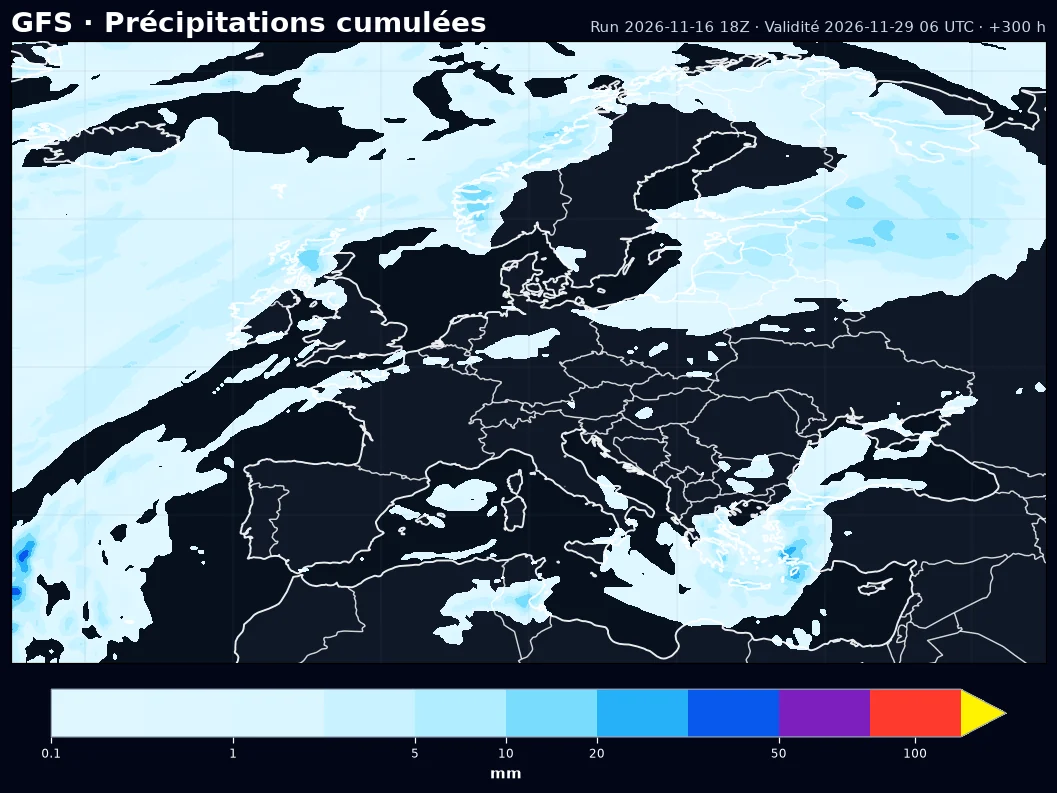 GFS · Précipitations cumulées
Run 2026-11-16 18Z · Validité 2026-11-29 06 UTC · +300 h
0.1 1 5 10 20 50 100
mm